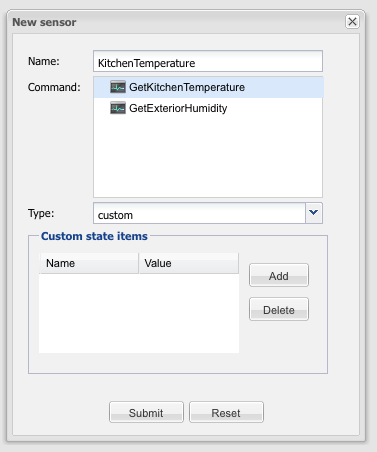 New sensor
Name: KitchenTemperature
Command: GetKitchenTemperature
GetExteriorHumidity
Type: custom
Custom state items
Name Value
Add
Delete
Submit Reset